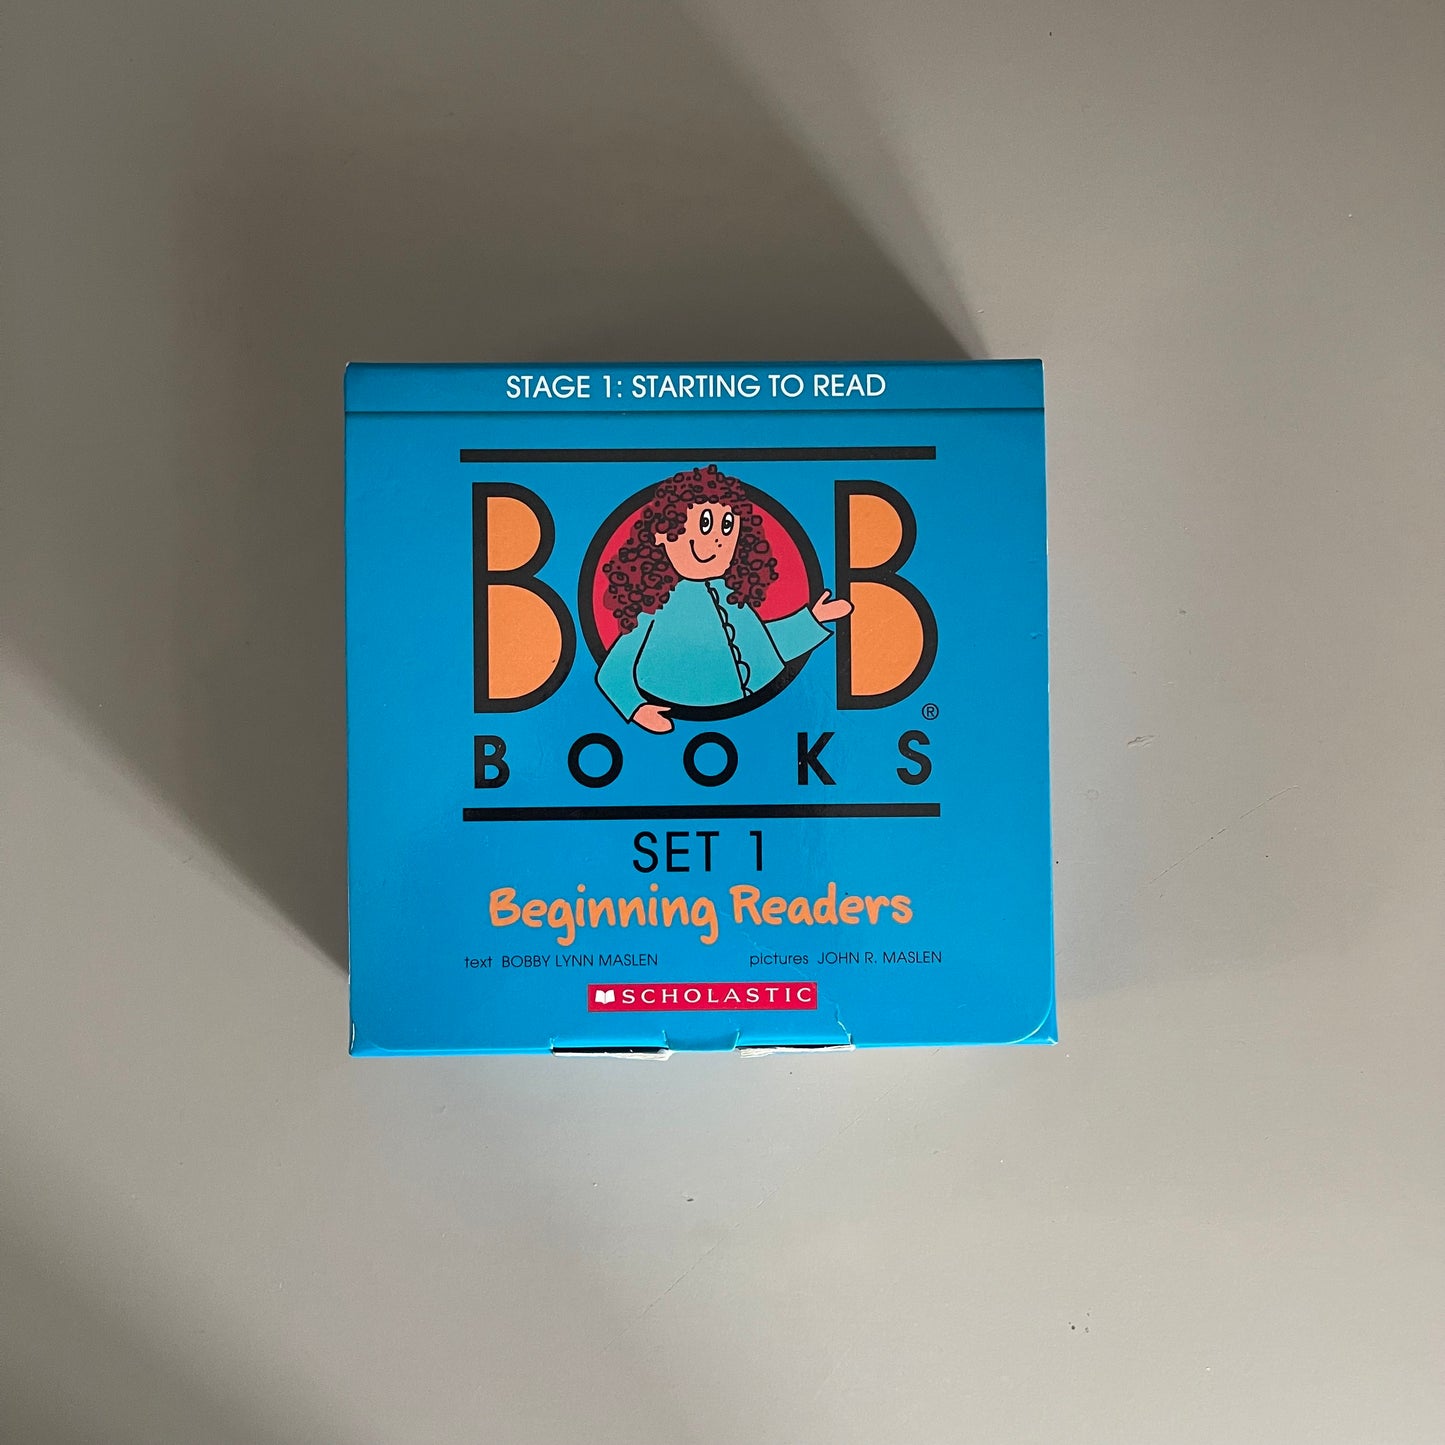 STAGE 1: STARTING TO READ
BOB
®
BOOKS
SET 1
Beginning Readers
text BOBBY LYNN MASLEN pictures JOHN R. MASLEN
SCHOLASTIC